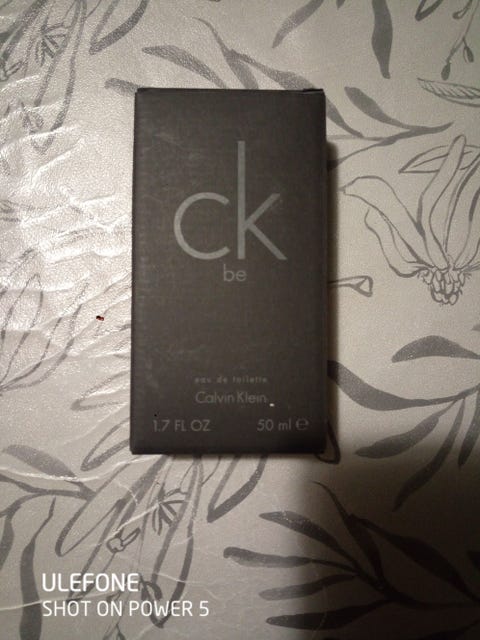 ck
be
eau de toilette
Calvin Klein
1.7 FL OZ 50 ml ℮
ULEFONE
SHOT ON POWER 5